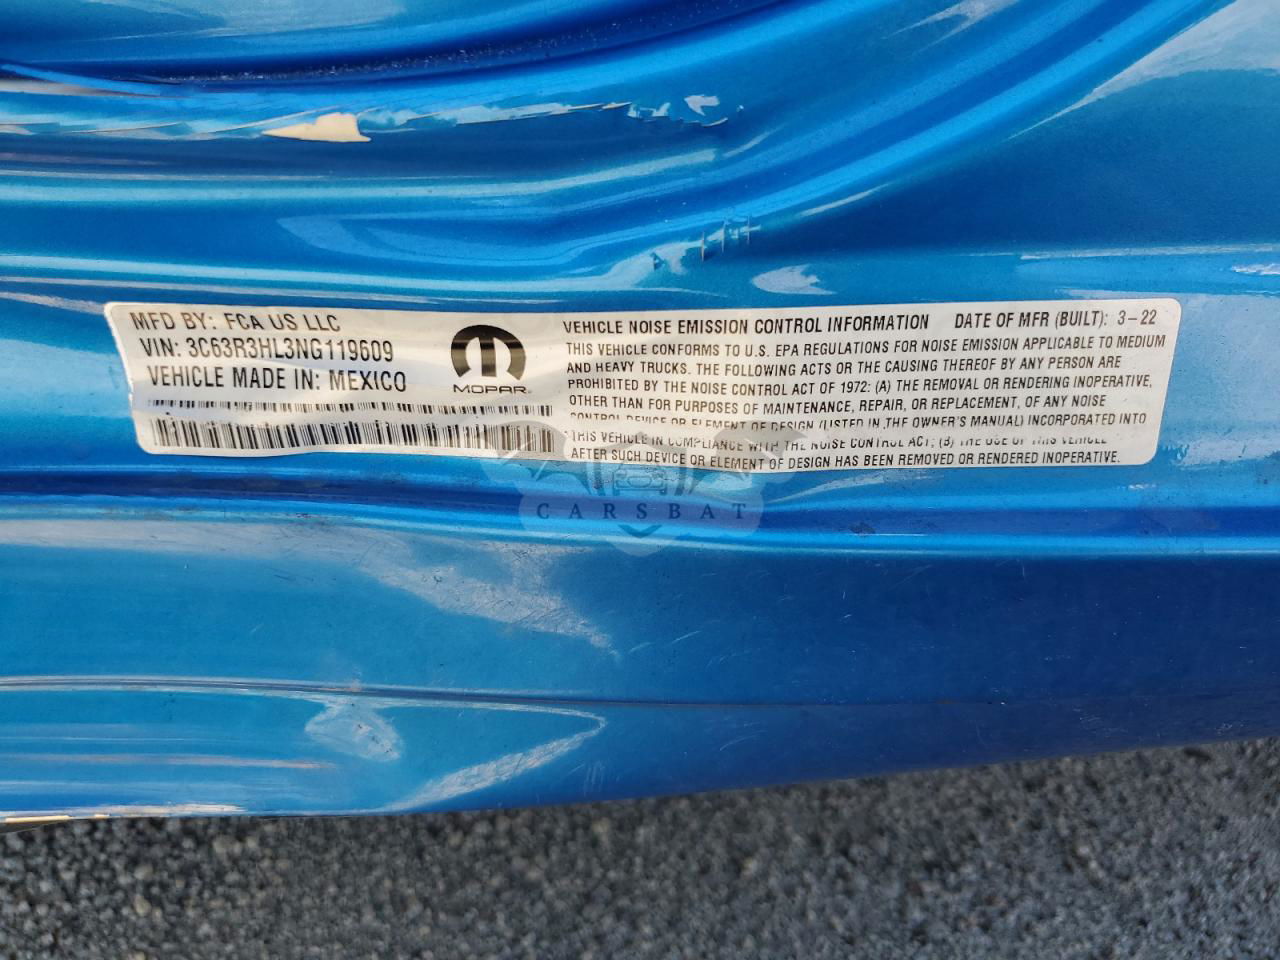 MFD BY: FCA US LLC
VIN: 3C63R3HL3NG119609
VEHICLE MADE IN: MEXICO
MOPAR
VEHICLE NOISE EMISSION CONTROL INFORMATION DATE OF MFR (BUILT): 3-22
THIS VEHICLE CONFORMS TO U.S. EPA REGULATIONS FOR NOISE EMISSION APPLICABLE TO MEDIUM
AND HEAVY TRUCKS. THE FOLLOWING ACTS OR THE CAUSING THEREOF BY ANY PERSON ARE
PROHIBITED BY THE NOISE CONTROL ACT OF 1972: (A) THE REMOVAL OR RENDERING INOPERATIVE,
OTHER THAN FOR PURPOSES OF MAINTENANCE, REPAIR, OR REPLACEMENT, OF ANY NOISE
CONTROL DEVICE OR ELEMENT OF DESIGN (LISTED IN ,THE OWNER'S MANUAL) INCORPORATED INTO
THIS VEHICLE IN COMPLIANCE WITH THE NOISE CONTROL ACT; (B) THE USE OF THIS VEHICLE
AFTER SUCH DEVICE OR ELEMENT OF DESIGN HAS BEEN REMOVED OR RENDERED INOPERATIVE.
CARSBAT